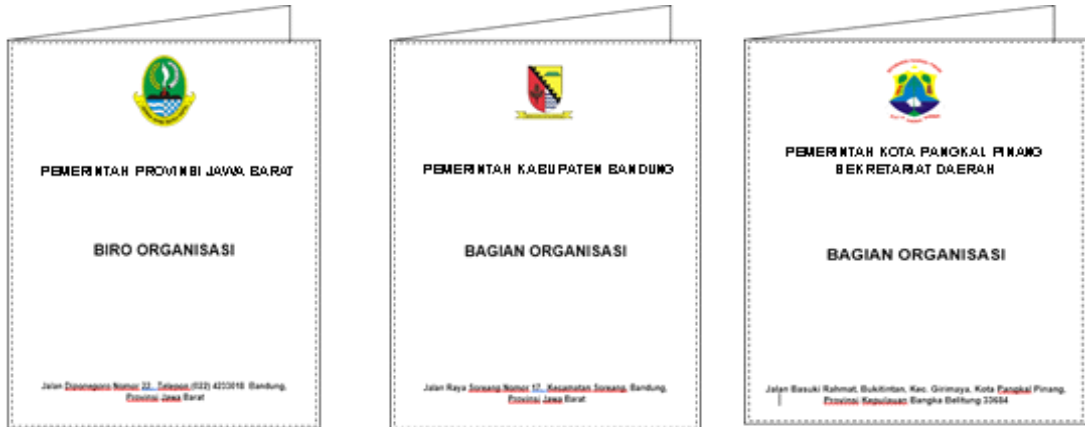 PEMERINTAH PROVINSI JAWA BARAT
BIRO ORGANISASI
Jalan Diponegoro Nomor 22, Telepon (022) 4233018 Bandung,
Provinsi Jawa Barat
PEMERINTAH KABUPATEN BANDUNG
BAGIAN ORGANISASI
Jalan Raya Soreang Nomor 17, Kecamatan Soreang, Bandung,
Provinsi Jawa Barat
PEMERINTAH KOTA PANGKAL PINANG
SEKRETARIAT DAERAH
BAGIAN ORGANISASI
Jalan Basuki Rahmat, Bukitintan, Kec. Girimaya, Kota Pangkal Pinang,
Provinsi Kepulauan Bangka Belitung 33684